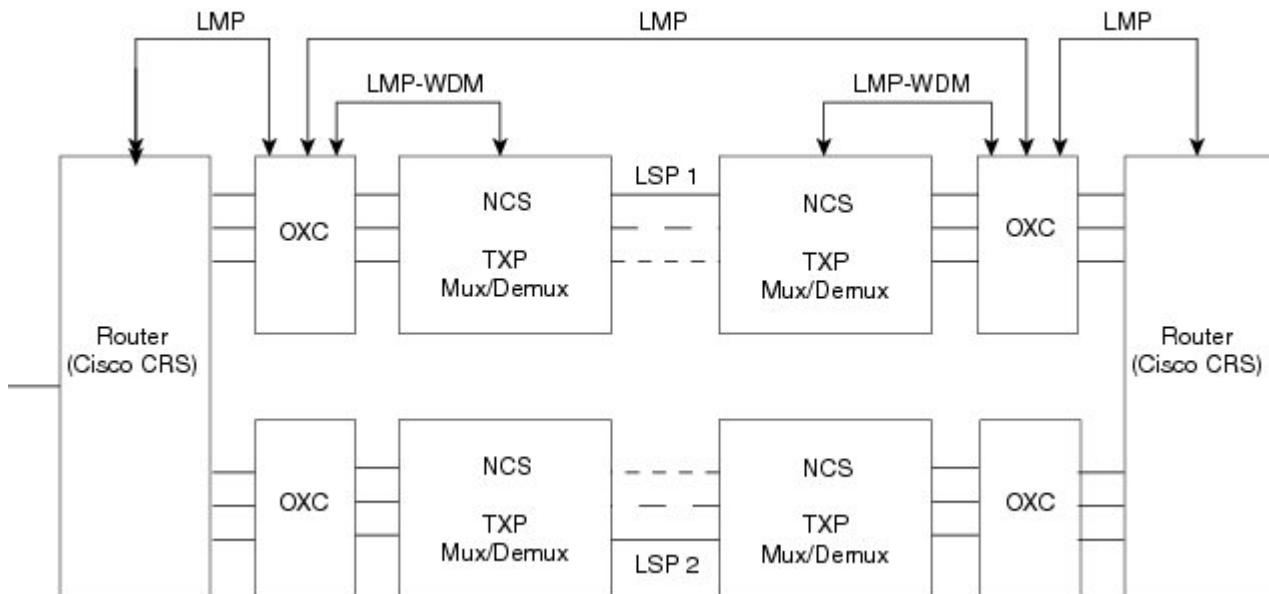 LMP
LMP
LMP
LMP-WDM
LMP-WDM
LSP 1
NCS
NCS
OXC
OXC
TXP
Mux/Demux
TXP
Mux/Demux
Router
(Cisco CRS)
Router
(Cisco CRS)
NCS
NCS
OXC
OXC
TXP
Mux/Demux
TXP
Mux/Demux
LSP 2